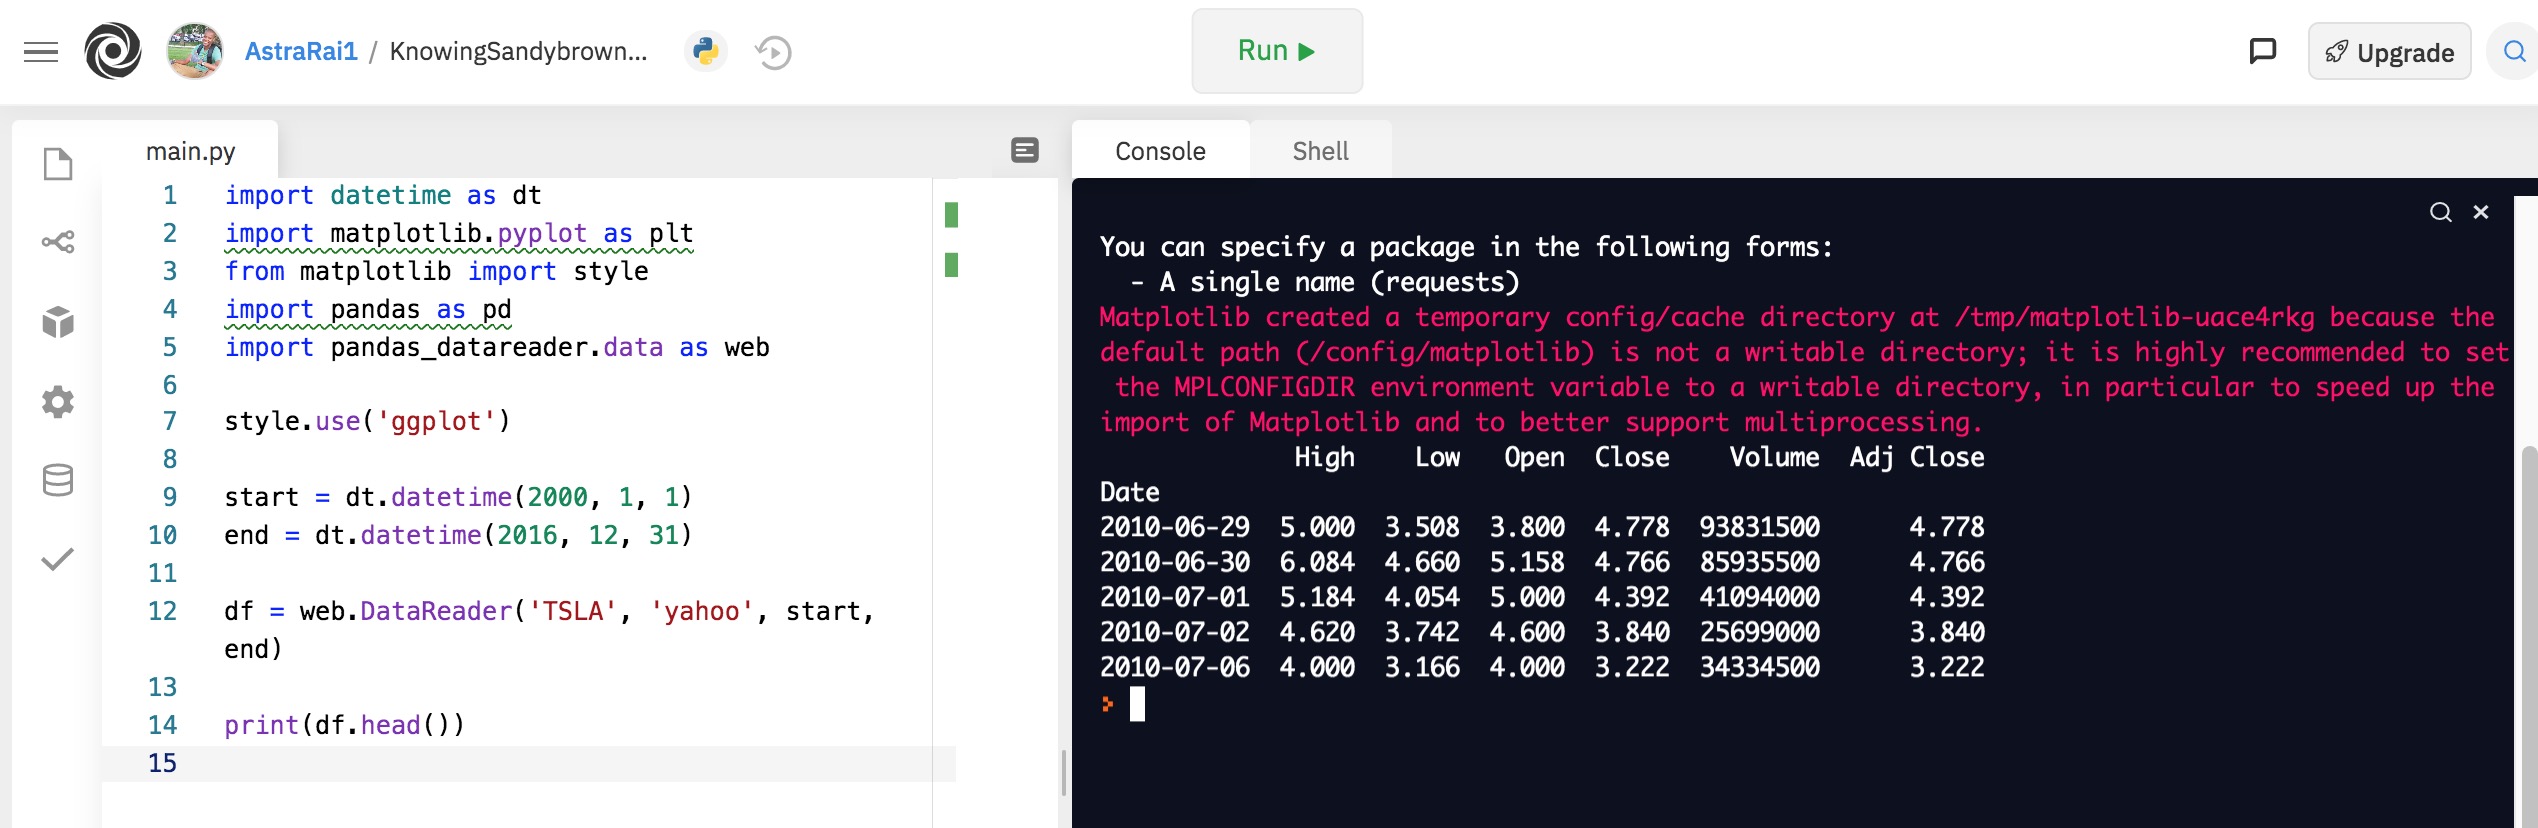 AstraRai1 / KnowingSandybrown...
Run
Upgrade
main.py
1 import datetime as dt
2 import matplotlib.pyplot as plt
3 from matplotlib import style
4 import pandas as pd
5 import pandas_datareader.data as web
6
7 style.use('ggplot')
8
9 start = dt.datetime(2000, 1, 1)
10 end = dt.datetime(2016, 12, 31)
11
12 df = web.DataReader('TSLA', 'yahoo', start,
end)
13
14 print(df.head())
15
Console Shell
You can specify a package in the following forms:
- A single name (requests)
Matplotlib created a temporary config/cache directory at /tmp/matplotlib-uace4rkg because the
default path (/config/matplotlib) is not a writable directory; it is highly recommended to set
the MPLCONFIGDIR environment variable to a writable directory, in particular to speed up the
import of Matplotlib and to better support multiprocessing.
High Low Open Close Volume Adj Close
Date
2010-06-29 5.000 3.508 3.800 4.778 93831500 4.778
2010-06-30 6.084 4.660 5.158 4.766 85935500 4.766
2010-07-01 5.184 4.054 5.000 4.392 41094000 4.392
2010-07-02 4.620 3.742 4.600 3.840 25699000 3.840
2010-07-06 4.000 3.166 4.000 3.222 34334500 3.222